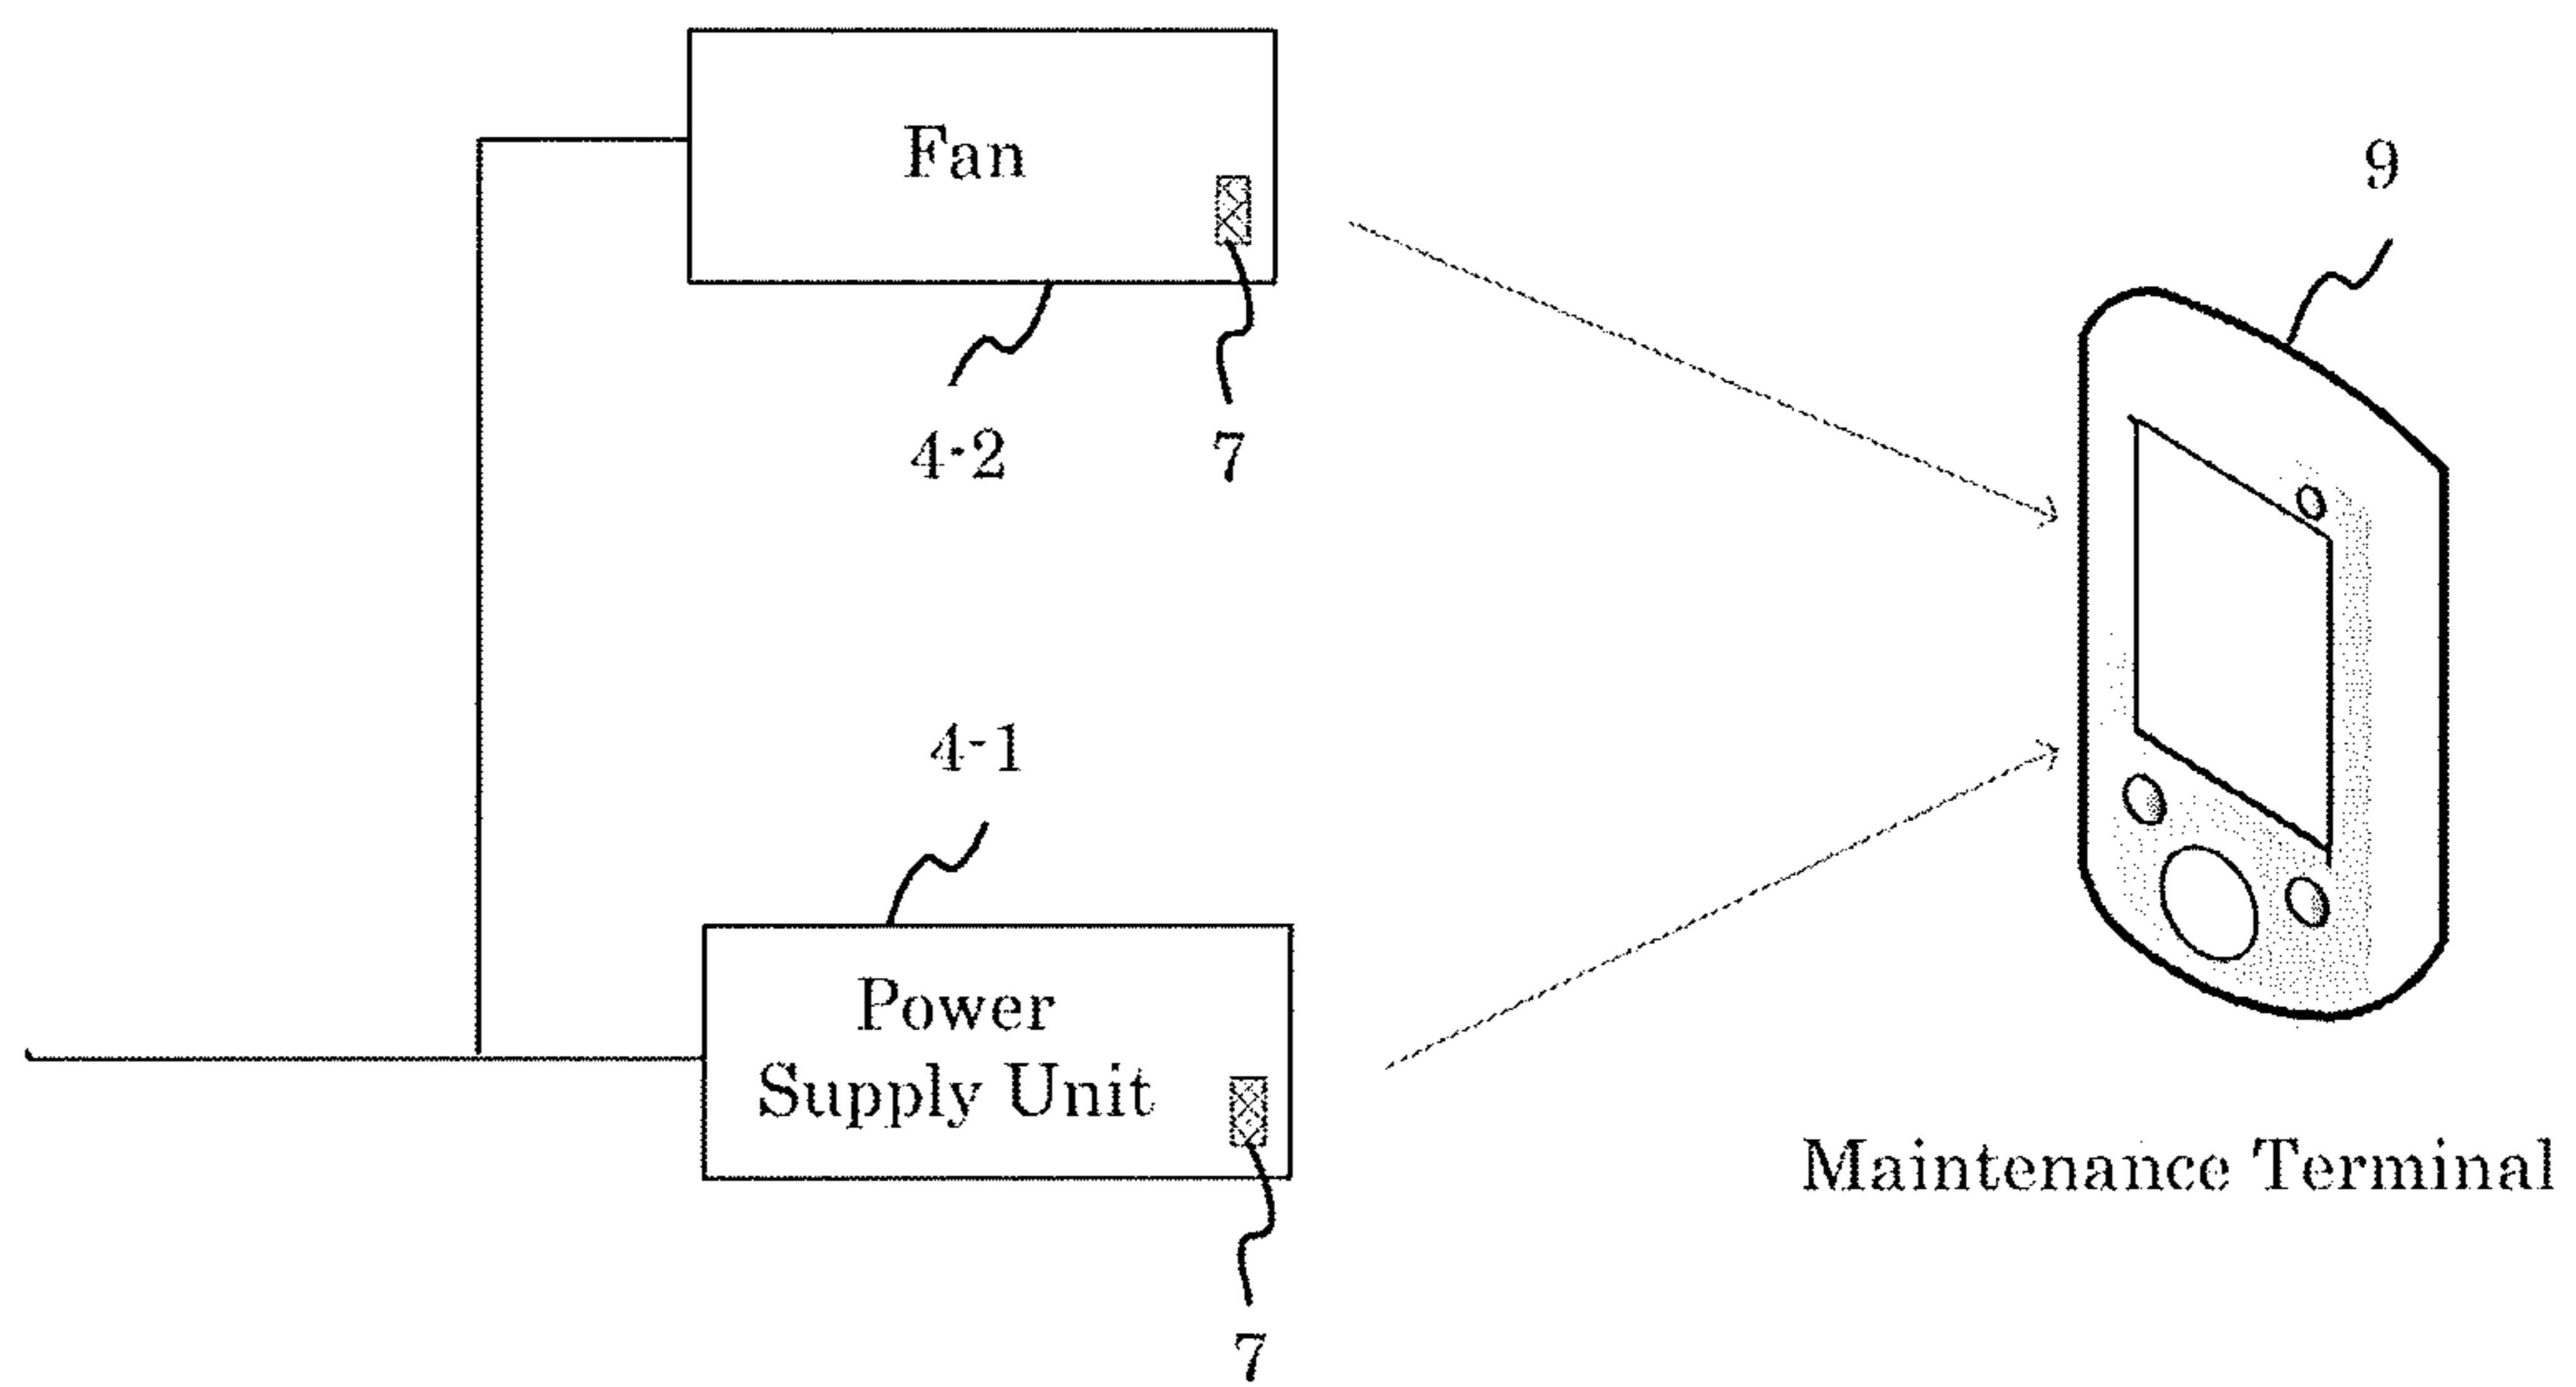 Fan
9
4-2
7
4-1
Power
Supply Unit
Maintenance Terminal
7